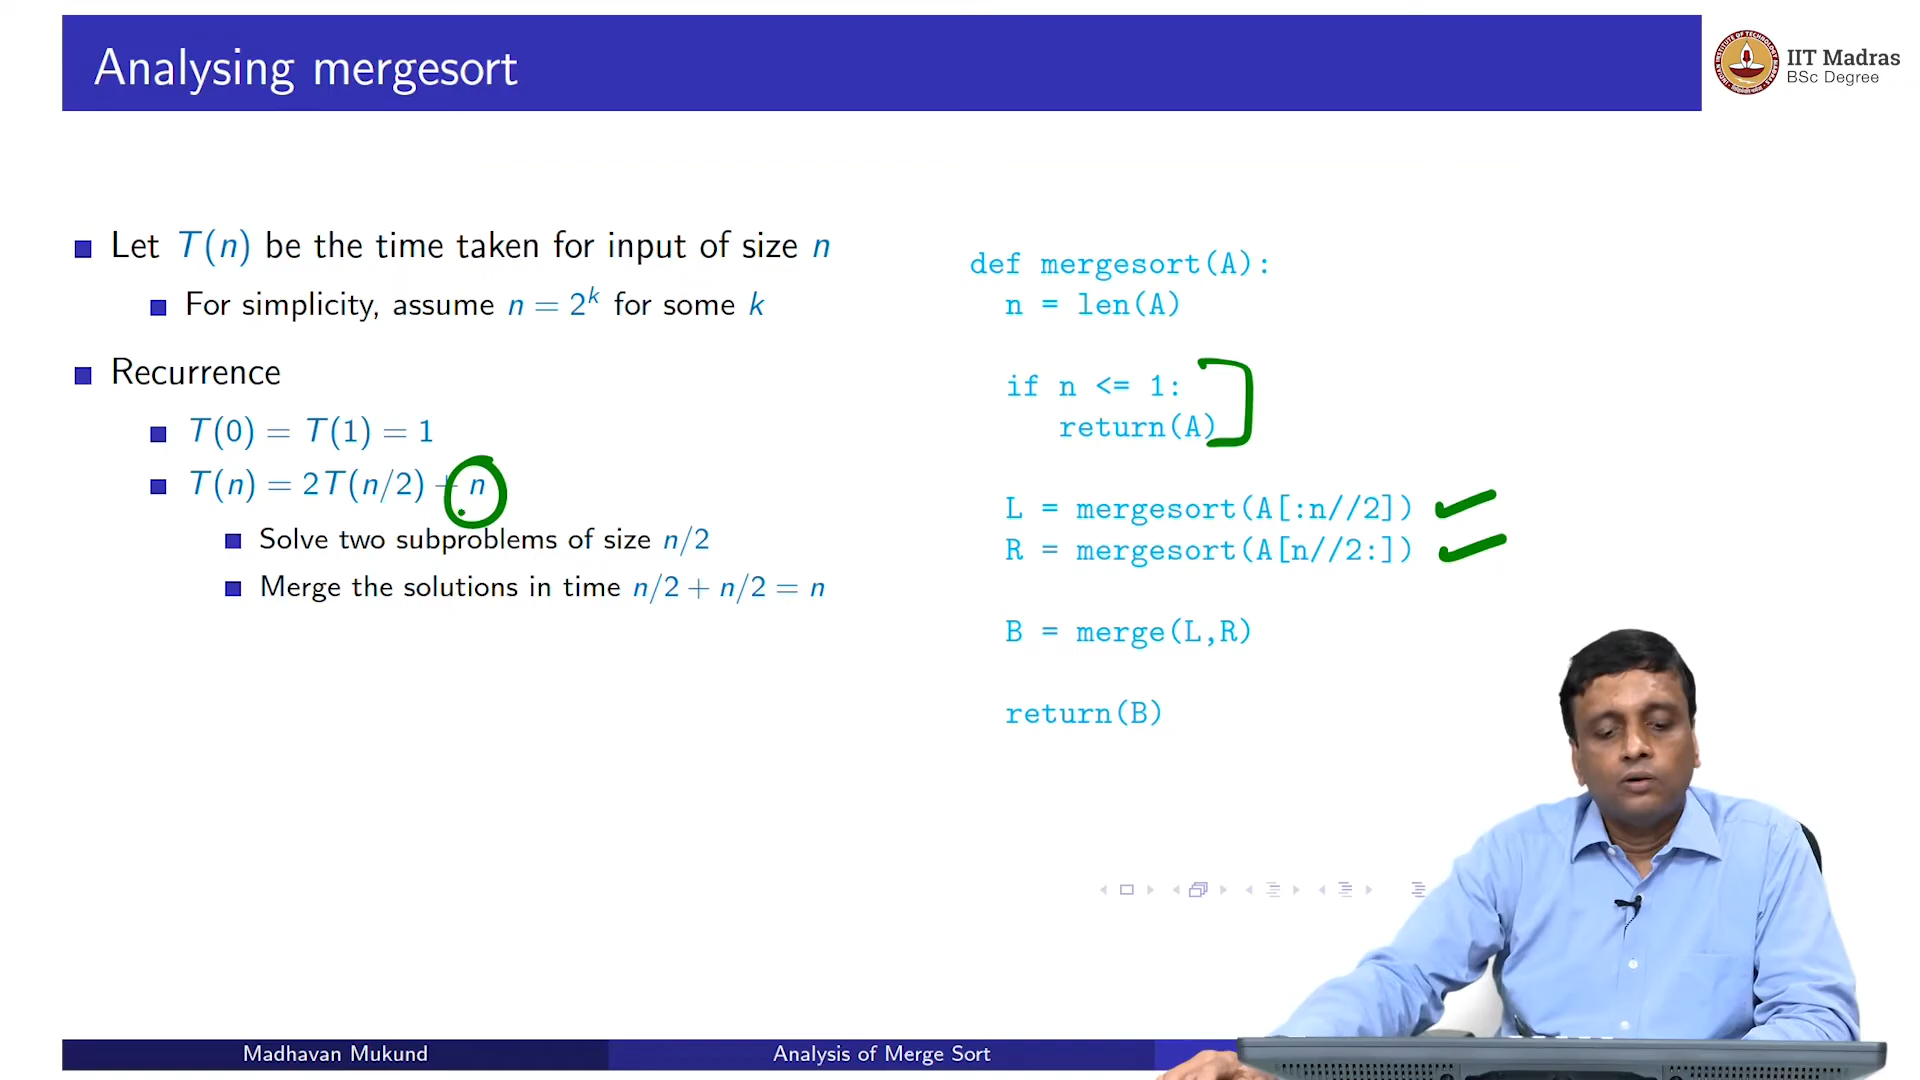 Analysing mergesort
IIT Madras
BSc Degree
Let T(n) be the time taken for input of size n
For simplicity, assume n = 2^k for some k
Recurrence
T(0) = T(1) = 1
T(n) = 2T(n/2) + n
Solve two subproblems of size n/2
Merge the solutions in time n/2 + n/2 = n
def mergesort(A):
n = len(A)
if n <= 1:
return(A)
L = mergesort(A[:n//2])
R = mergesort(A[n//2:])
B = merge(L,R)
return(B)
Madhavan Mukund
Analysis of Merge Sort